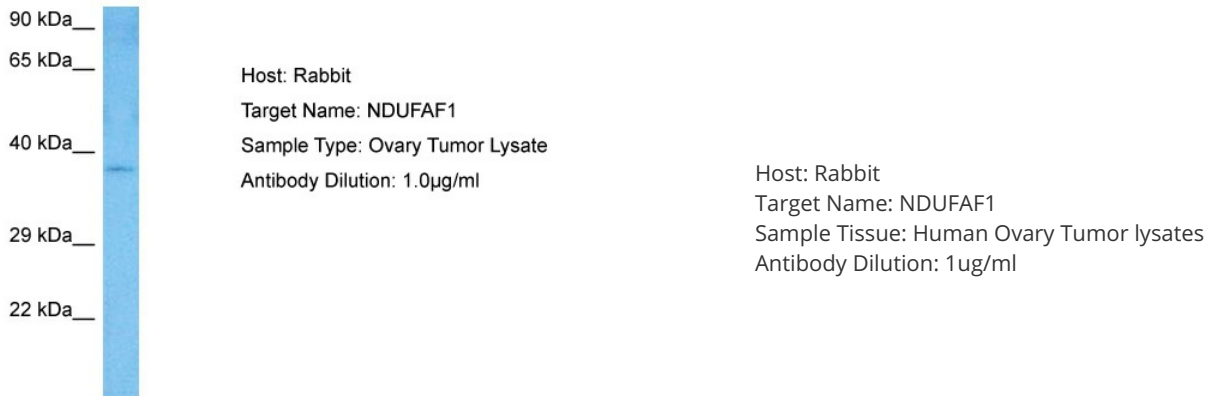 90 kDa__
65 kDa__
40 kDa__
29 kDa__
22 kDa__
Host: Rabbit
Target Name: NDUFAF1
Sample Type: Ovary Tumor Lysate
Antibody Dilution: 1.0µg/ml
Host: Rabbit
Target Name: NDUFAF1
Sample Tissue: Human Ovary Tumor lysates
Antibody Dilution: 1ug/ml